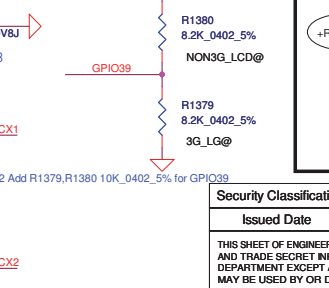 R1380
8.2K_0402_5%
V8J
NON3G_LCD@
GPIO39
R1379
8.2K_0402_5%
CX1
3G_LG@
2 Add R1379,R1380 10K_0402_5% for GPIO39
Security Classificati
Issued Date
THIS SHEET OF ENGINEER
AND TRADE SECRET IN
DEPARTMENT EXCEPT
MAY BE USED BY OR D
CX2
+R